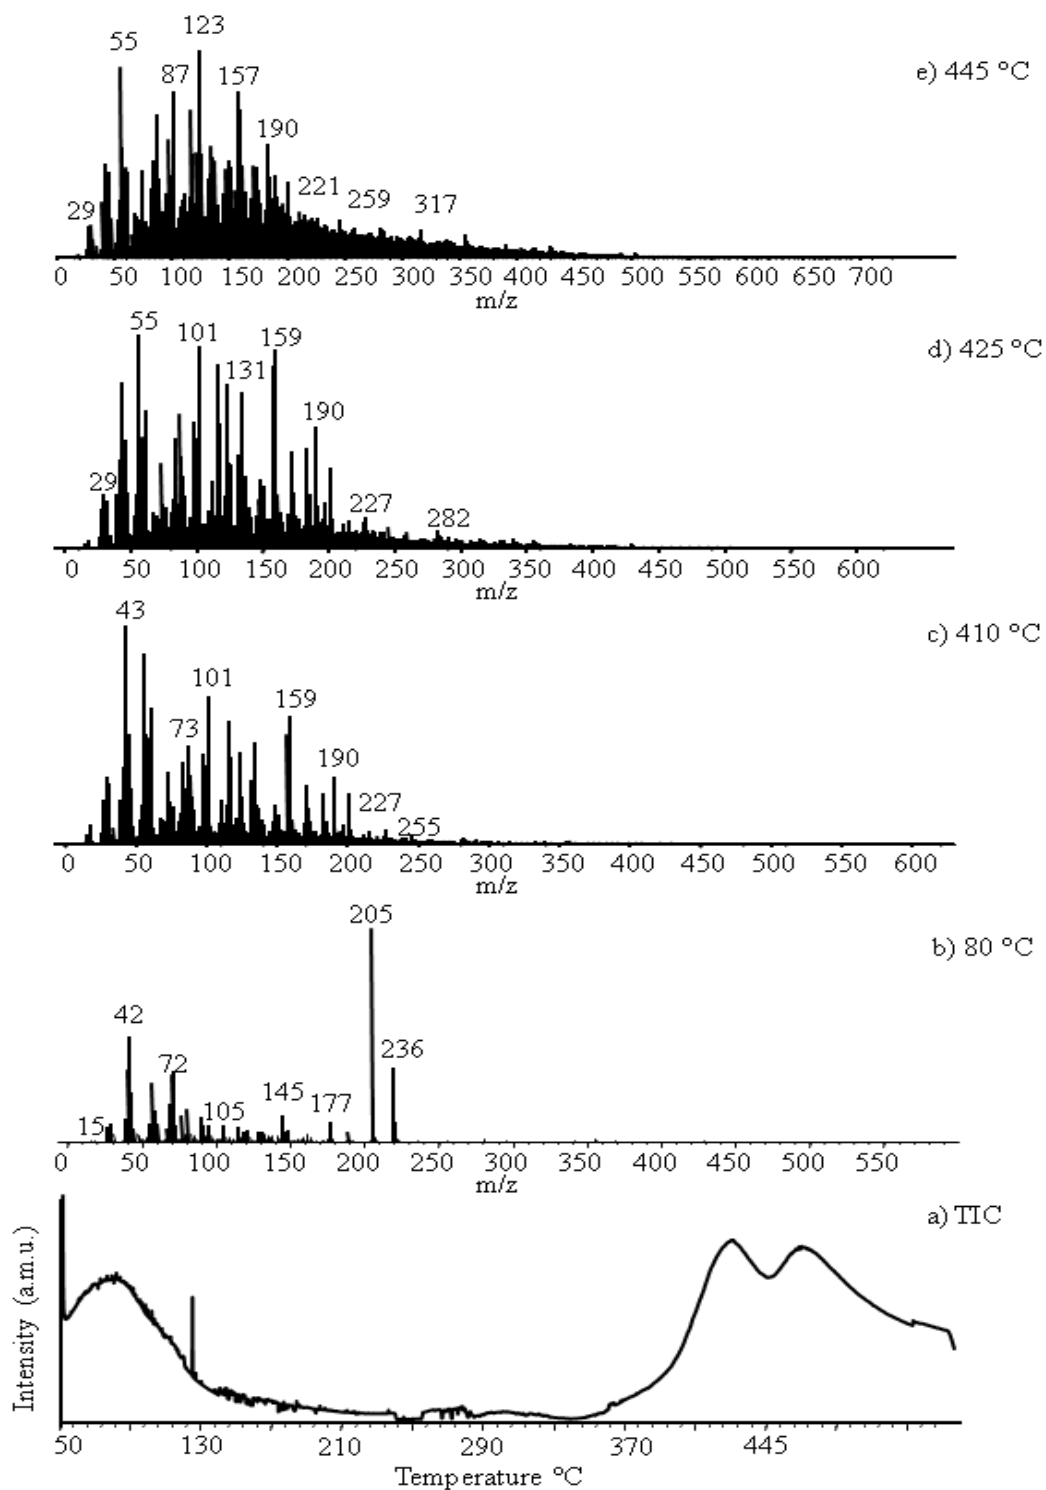 123
55
87 157
e) 445 °C
190
221
259
317
29
0 50 100 150 200 250 300 350 400 450 500 550 600 650 700
m/z
55
101 159
d) 425 °C
131
190
29
227
282
0 50 100 150 200 250 300 350 400 450 500 550 600
m/z
43
c) 410 °C
101
159
73
190
227
255
0 50 100 150 200 250 300 350 400 450 500 550 600
m/z
205
b) 80 °C
42
236
72
145
177
105
15
0 50 100 150 200 250 300 350 400 450 500 550
m/z
a) TIC
Intensity (a.m.u.)
50 130 210 290 370 445
Temperature °C